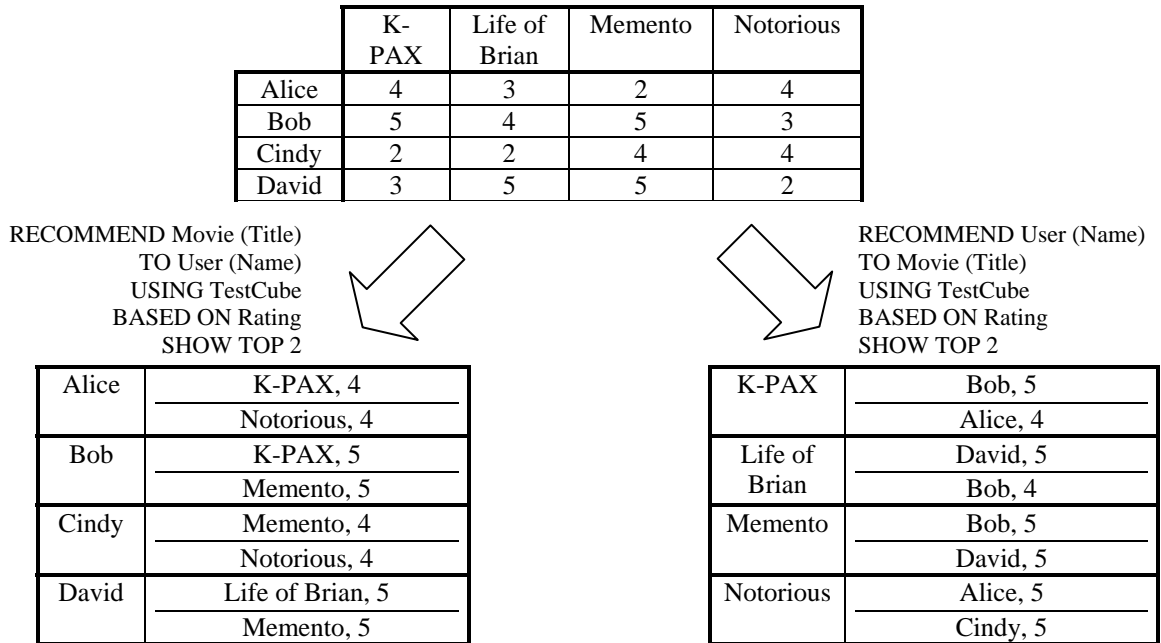 K-PAX Life of Brian Memento Notorious
Alice 4 3 2 4
Bob 5 4 5 3
Cindy 2 2 4 4
David 3 5 5 2
RECOMMEND Movie (Title)
TO User (Name)
USING TestCube
BASED ON Rating
SHOW TOP 2
RECOMMEND User (Name)
TO Movie (Title)
USING TestCube
BASED ON Rating
SHOW TOP 2
Alice K-PAX, 4
Notorious, 4
Bob K-PAX, 5
Memento, 5
Cindy Memento, 4
Notorious, 4
David Life of Brian, 5
Memento, 5
K-PAX Bob, 5
Alice, 4
Life of David, 5
Brian Bob, 4
Memento Bob, 5
David, 5
Notorious Alice, 5
Cindy, 5